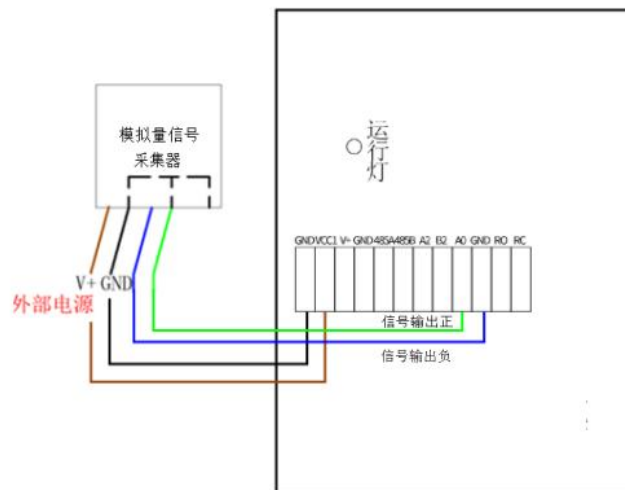 模拟量信号
采集器
运行灯
GND VCC1 V+ GND 485A 485B A2 B2 A0 GND RO RC
V+ GND
外部电源
信号输出正
信号输出负